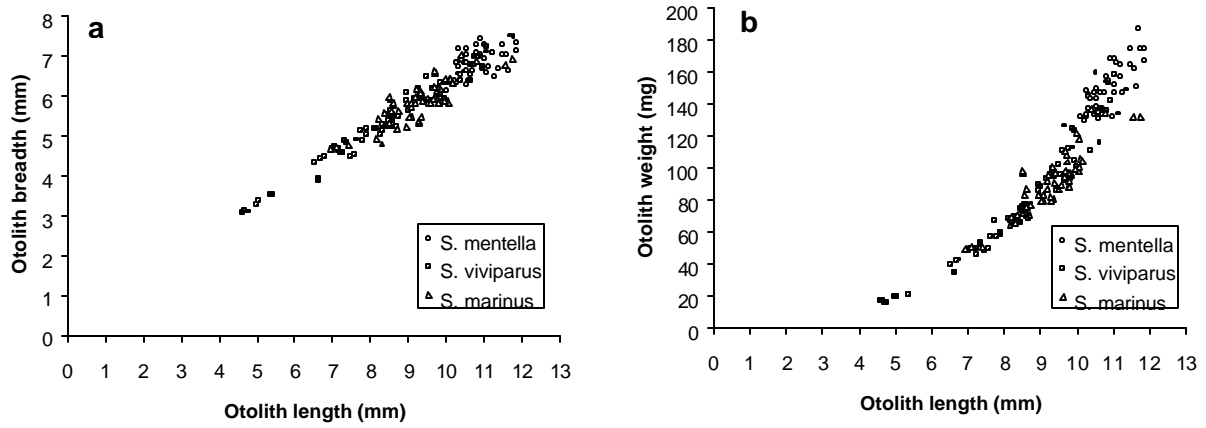 a
8
7
6
5
4
3
2
1
0
Otolith breadth (mm)
S. mentella
S. viviparus
S. marinus
0 1 2 3 4 5 6 7 8 9 10 11 12 13
Otolith length (mm)
b
200
180
160
140
120
100
80
60
40
20
0
Otolith weight (mg)
S. mentella
S. viviparus
S. marinus
0 1 2 3 4 5 6 7 8 9 10 11 12 13
Otolith length (mm)